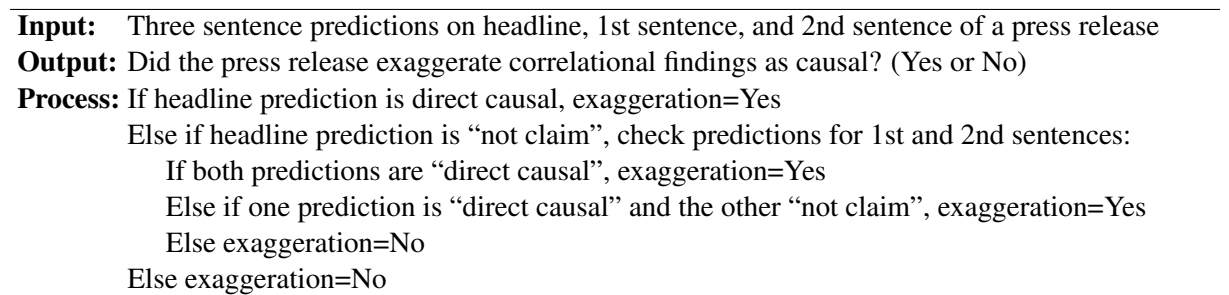 Input: Three sentence predictions on headline, 1st sentence, and 2nd sentence of a press release
Output: Did the press release exaggerate correlational findings as causal? (Yes or No)
Process: If headline prediction is direct causal, exaggeration=Yes
Else if headline prediction is “not claim”, check predictions for 1st and 2nd sentences:
If both predictions are “direct causal”, exaggeration=Yes
Else if one prediction is “direct causal” and the other “not claim”, exaggeration=Yes
Else exaggeration=No
Else exaggeration=No